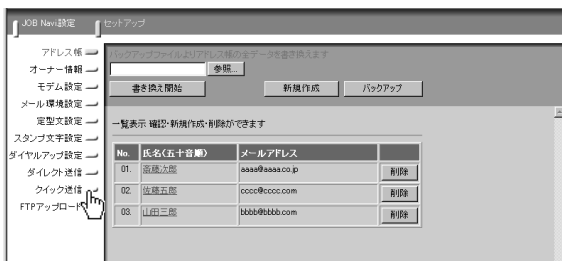 JOB Navi設定 セットアップ
アドレス帳
オーナー情報
モデム設定
メール環境設定
定型文設定
スタンプ文字設定
ダイヤルアップ設定
ダイレクト送信
クイック送信
FTPアップロード
バックアップファイルよりアドレス帳の全データを書き換えます
参照...
書き換え開始 新規作成 バックアップ
一覧表示 確認・新規作成・削除ができます
No. 氏名(五十音順) メールアドレス
01. 斎藤次郎 aaaa@aaaa.co.jp 削除
02. 佐藤五郎 cccc@cccc.com 削除
03. 山田三郎 bbbb@bbbb.com 削除